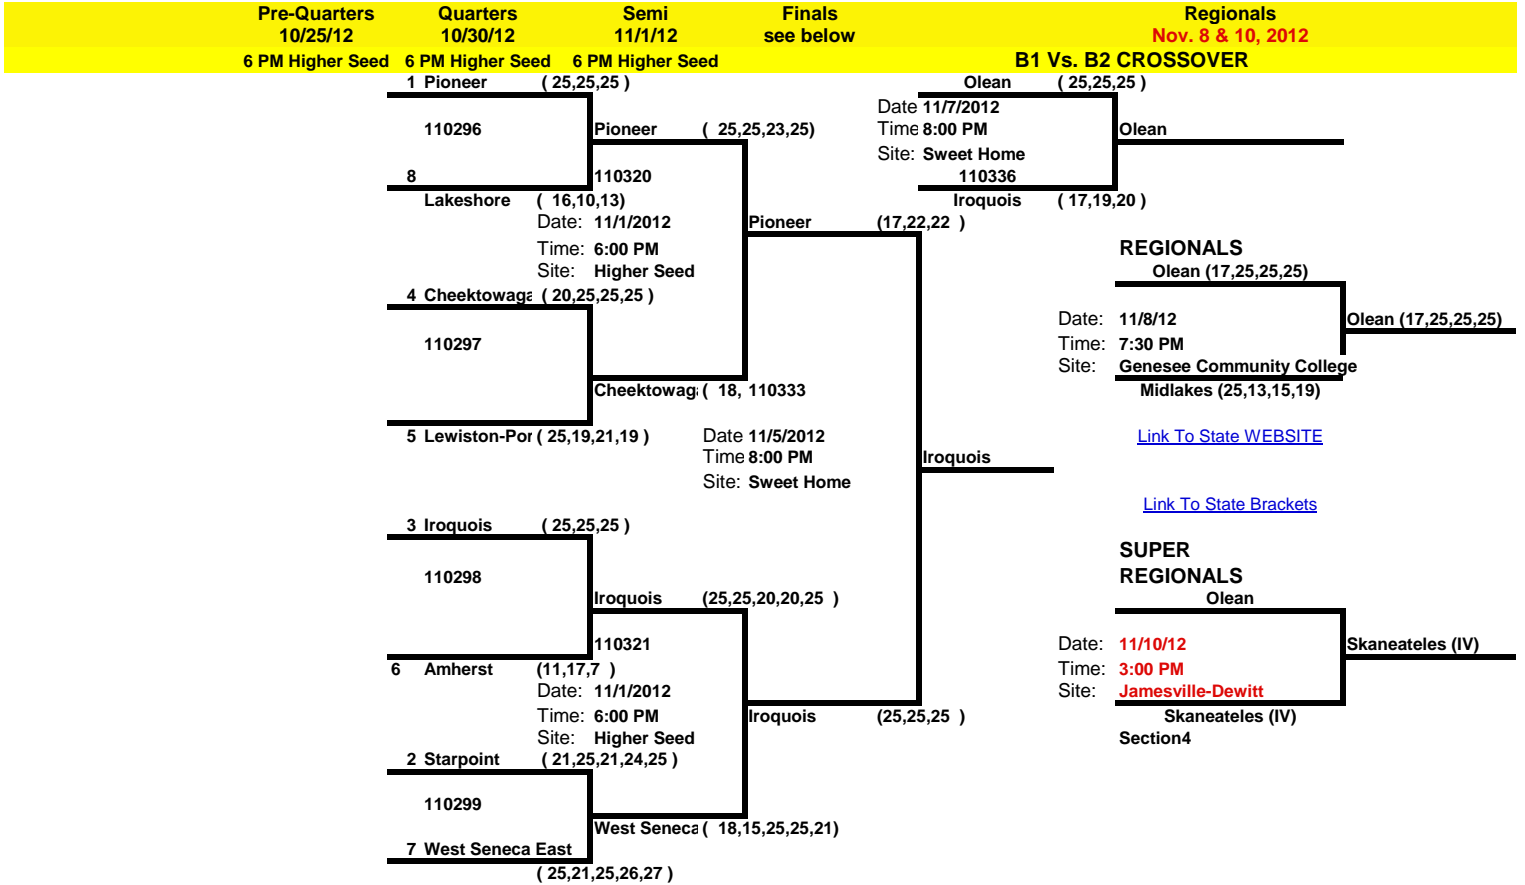 Pre-Quarters Quarters Semi Finals Regionals
10/25/12 10/30/12 11/1/12 see below Nov. 8 & 10, 2012
6 PM Higher Seed 6 PM Higher Seed 6 PM Higher Seed B1 Vs. B2 CROSSOVER
1 Pioneer ( 25,25,25 ) Olean ( 25,25,25 )
Date 11/7/2012
110296 Pioneer ( 25,25,23,25) Time 8:00 PM Olean
Site: Sweet Home
8 110320 110336
Lakeshore ( 16,10,13) Iroquois ( 17,19,20 )
Date: 11/1/2012 Pioneer (17,22,22 )
Time: 6:00 PM REGIONALS
Site: Higher Seed Olean (17,25,25,25)
4 Cheektowaga ( 20,25,25,25 )
Date: 11/8/12 Olean (17,25,25,25)
110297 Time: 7:30 PM
Site: Genesee Community College
Cheektowag ( 18, 110333 Midlakes (25,13,15,19)
5 Lewiston-Por ( 25,19,21,19 ) Date 11/5/2012 Link To State WEBSITE
Time 8:00 PM Iroquois
Site: Sweet Home
Link To State Brackets
3 Iroquois ( 25,25,25 )
SUPER
110298 REGIONALS
Iroquois (25,25,20,20,25 ) Olean
110321 Date: 11/10/12 Skaneateles (IV)
6 Amherst (11,17,7 ) Time: 3:00 PM
Date: 11/1/2012 Site: Jamesville-Dewitt
Time: 6:00 PM Iroquois (25,25,25 ) Skaneateles (IV)
Site: Higher Seed Section4
2 Starpoint ( 21,25,21,24,25 )
110299
West Seneca ( 18,15,25,25,21)
7 West Seneca East
( 25,21,25,26,27 )